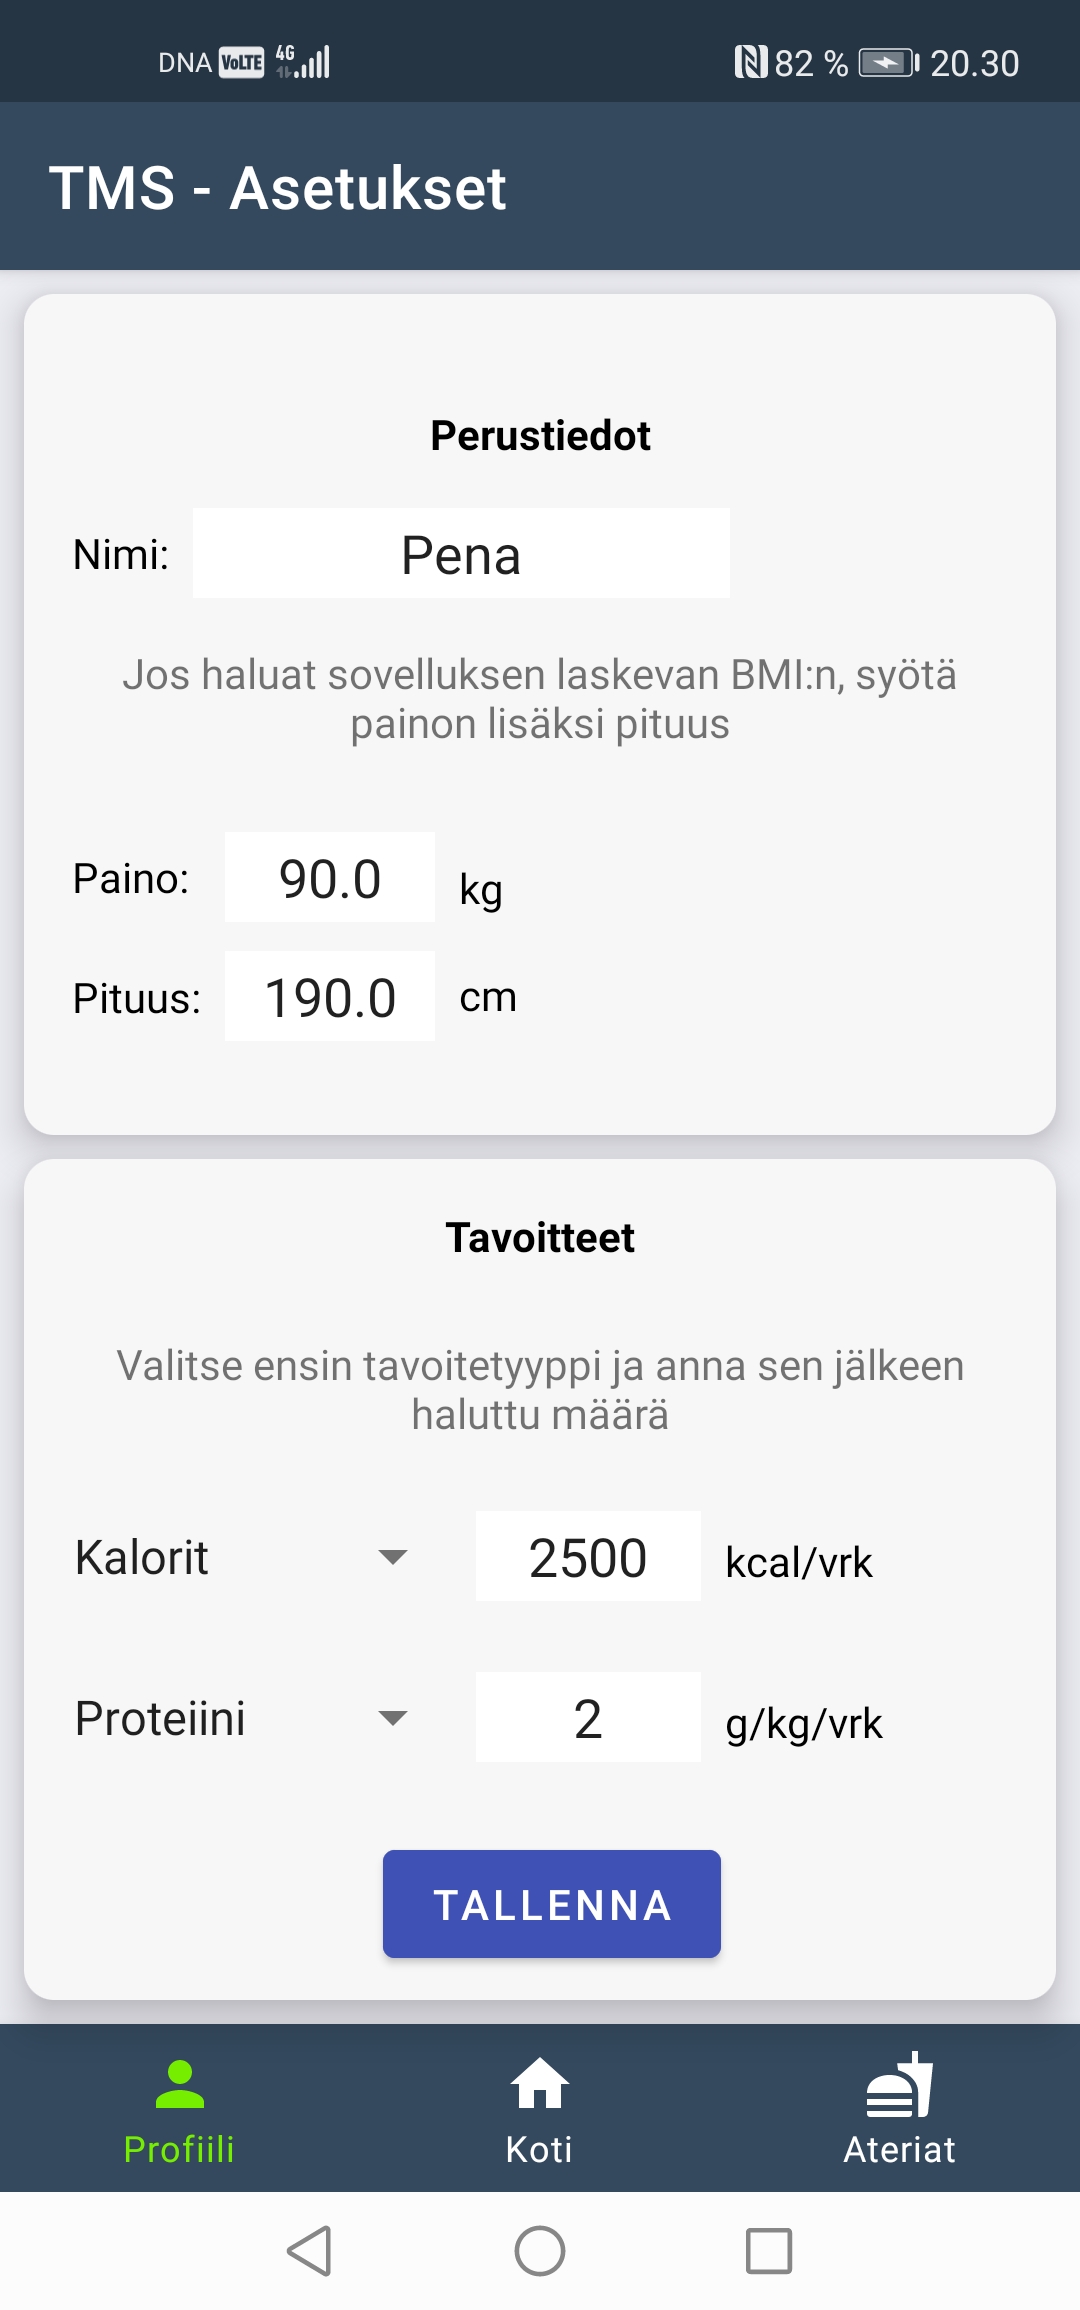 DNA VoLTE 4G 82 % 20.30
TMS - Asetukset
Perustiedot
Nimi: Pena
Jos haluat sovelluksen laskevan BMI:n, syötä
painon lisäksi pituus
Paino: 90.0 kg
Pituus: 190.0 cm
Tavoitteet
Valitse ensin tavoitetyyppi ja anna sen jälkeen
haluttu määrä
Kalorit 2500 kcal/vrk
Proteiini 2 g/kg/vrk
TALLENNA
Profiili Koti Ateriat